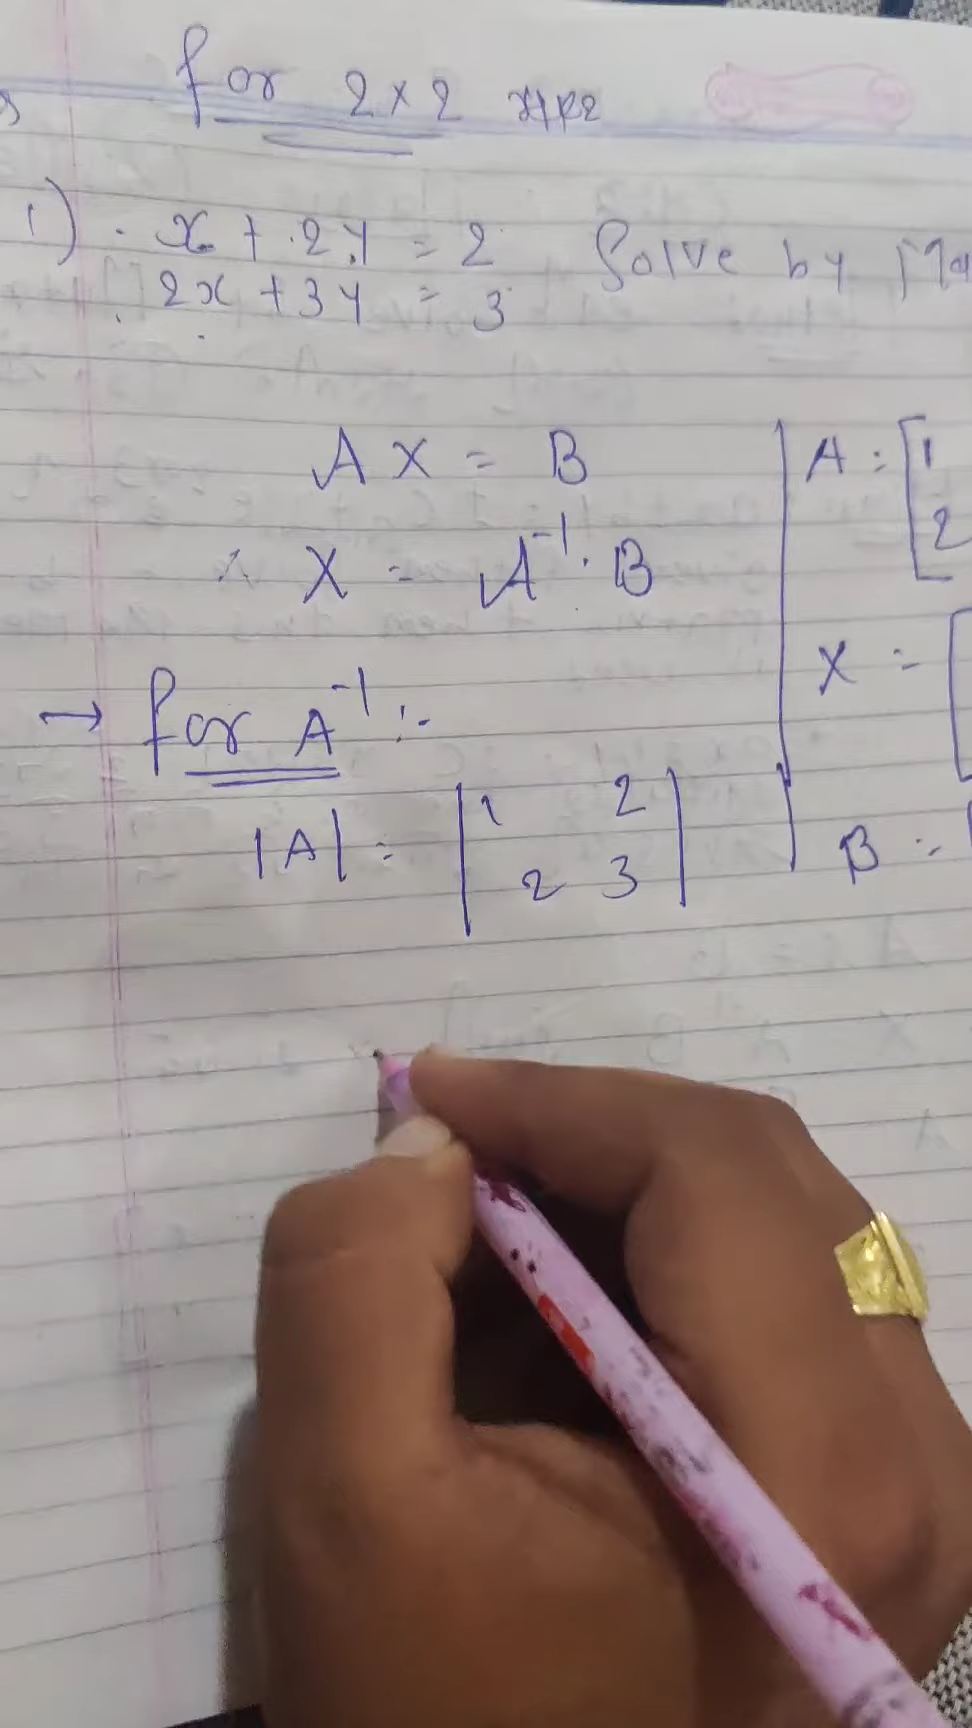 for 2×2
1) x + 2y = 2 Solve by
2x + 3y = 3
AX = B
A = [1
2
X = A⁻¹. B
X = [
→ for A⁻¹ :-
|A| = |1 2
2 3|
B = [